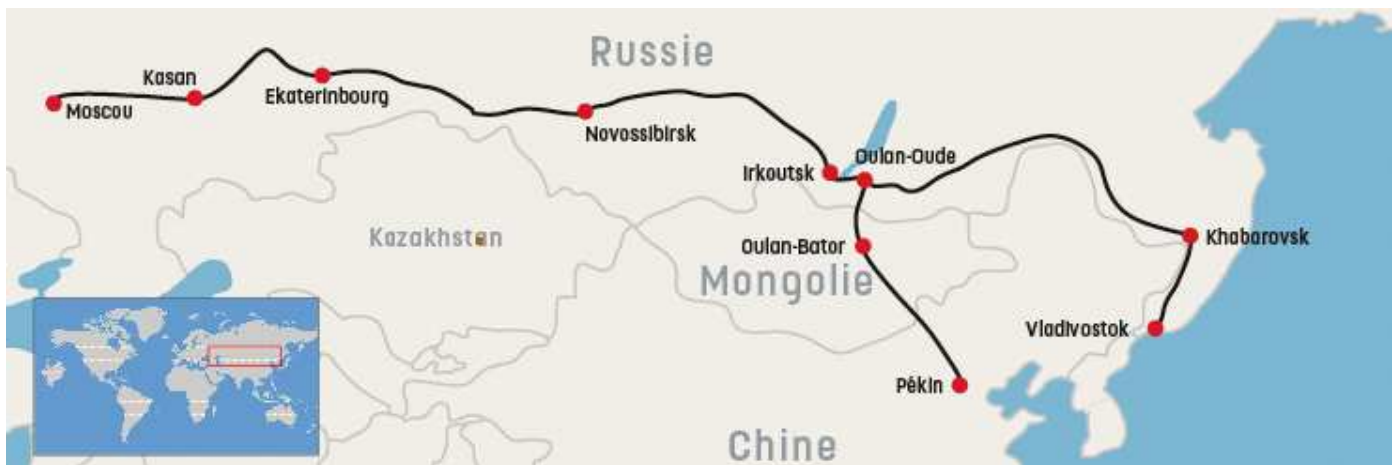 Russie
Kasan
Moscou
Ekaterinbourg
Novossibirsk
Irkoutsk
Oulan-Oude
Kazakhstan
Oulan-Bator
Khabarovsk
Mongolie
Vladivostok
Pékin
Chine